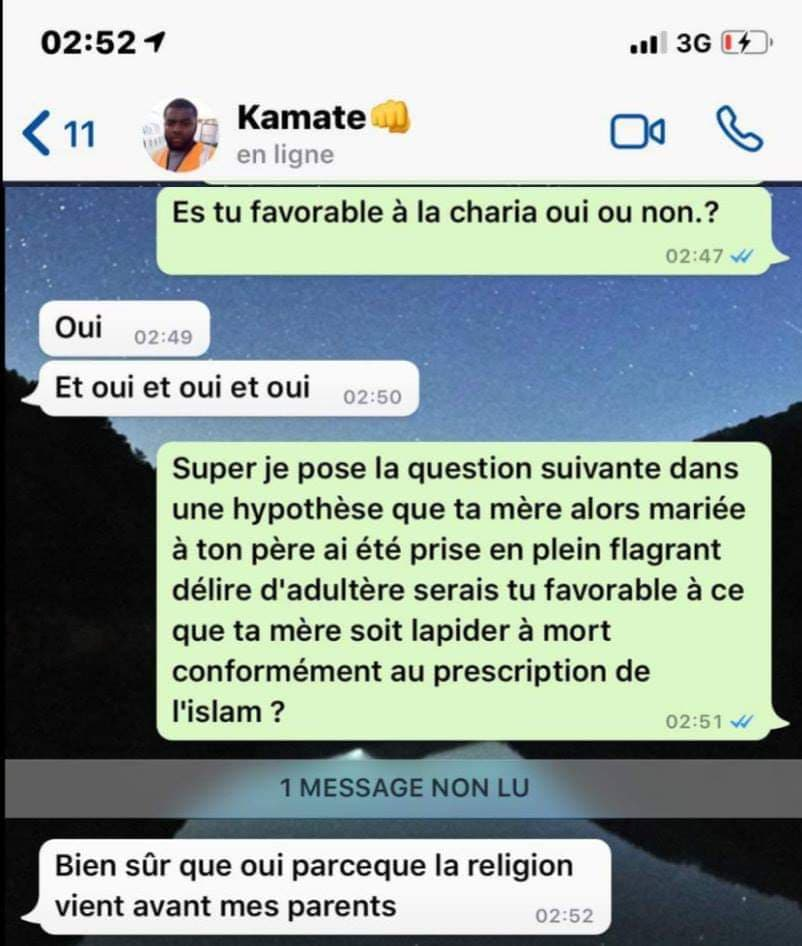 02:52
3G
11
Kamate👊
en ligne
Es tu favorable à la charia oui ou non.?
02:47
Oui
02:49
Et oui et oui et oui
02:50
Super je pose la question suivante dans
une hypothèse que ta mère alors mariée
à ton père ai été prise en plein flagrant
délire d'adultère serais tu favorable à ce
que ta mère soit lapider à mort
conformément au prescription de
l'islam ?
02:51
1 MESSAGE NON LU
Bien sûr que oui parceque la religion
vient avant mes parents
02:52